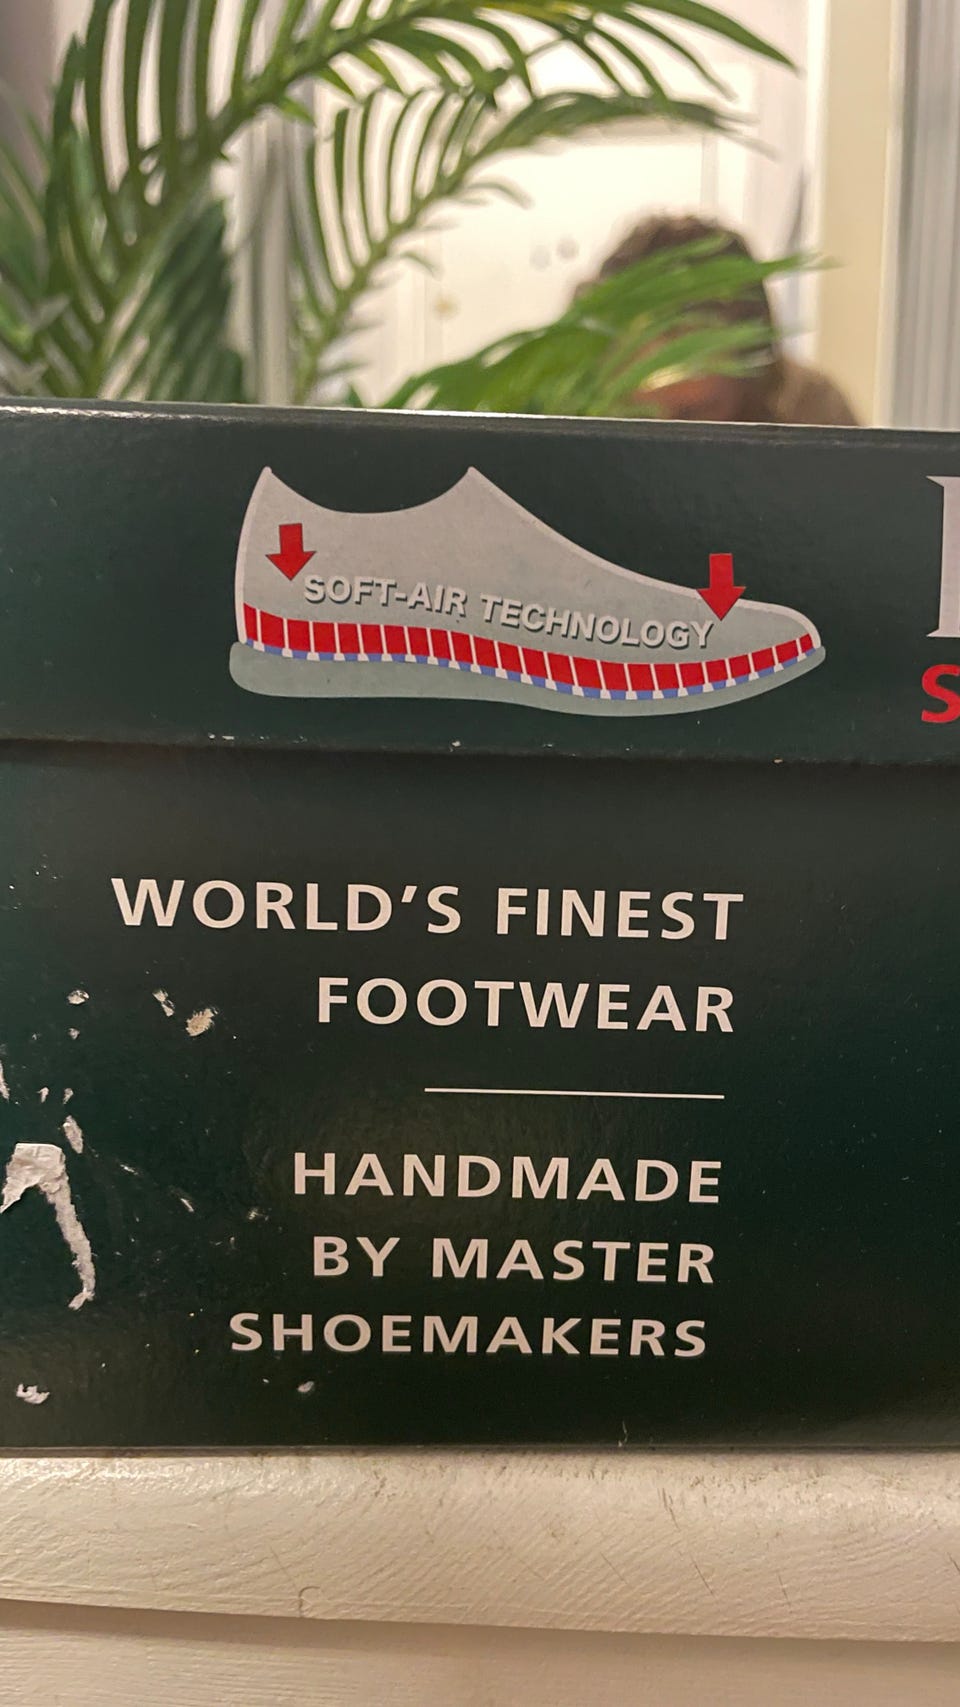 SOFT-AIR TECHNOLOGY
WORLD'S FINEST
FOOTWEAR
HANDMADE
BY MASTER
SHOEMAKERS